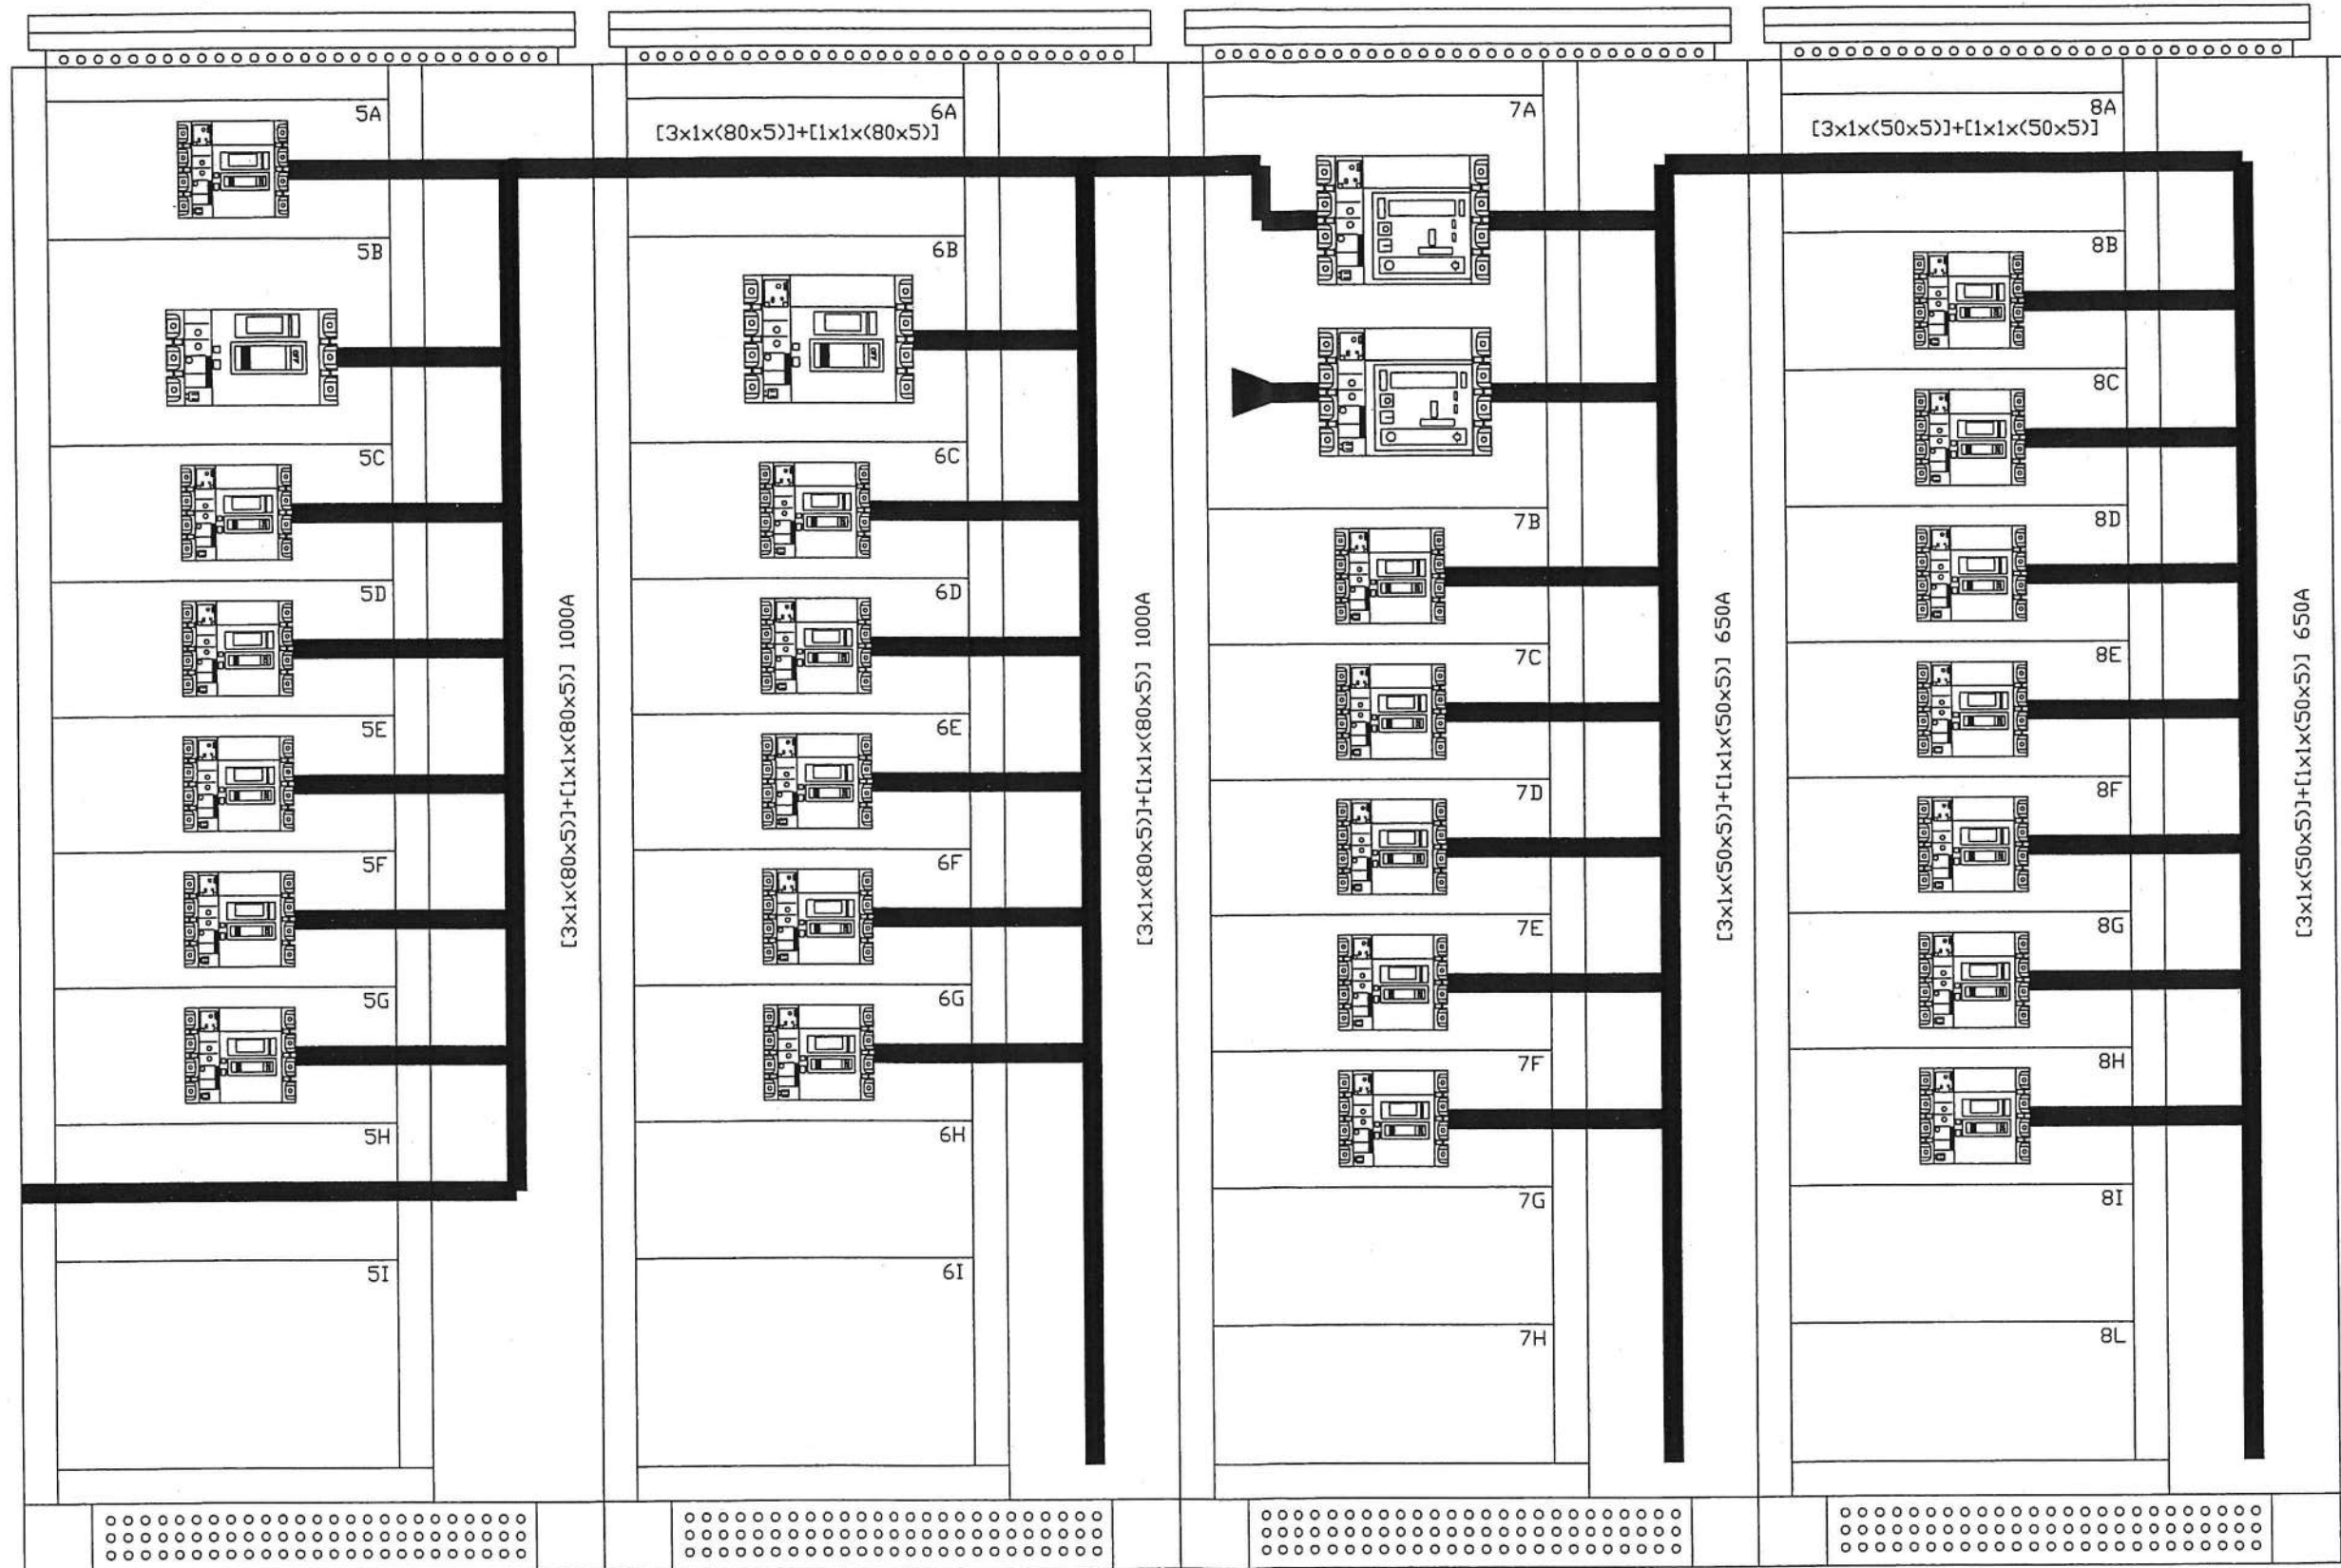 5A
5B
5C
5D
5E
5F
5G
5H
5I
[3x1x(80x5)]+[1x1x(80x5)] 1000A
6A
[3x1x(80x5)]+[1x1x(80x5)]
6B
6C
6D
6E
6F
6G
6H
6I
[3x1x(80x5)]+[1x1x(80x5)] 1000A
7A
7B
7C
7D
7E
7F
7G
7H
[3x1x(50x5)]+[1x1x(50x5)] 650A
8A
[3x1x(50x5)]+[1x1x(50x5)]
8B
8C
8D
8E
8F
8G
8H
8I
8L
[3x1x(50x5)]+[1x1x(50x5)] 650A
OFF
OFF